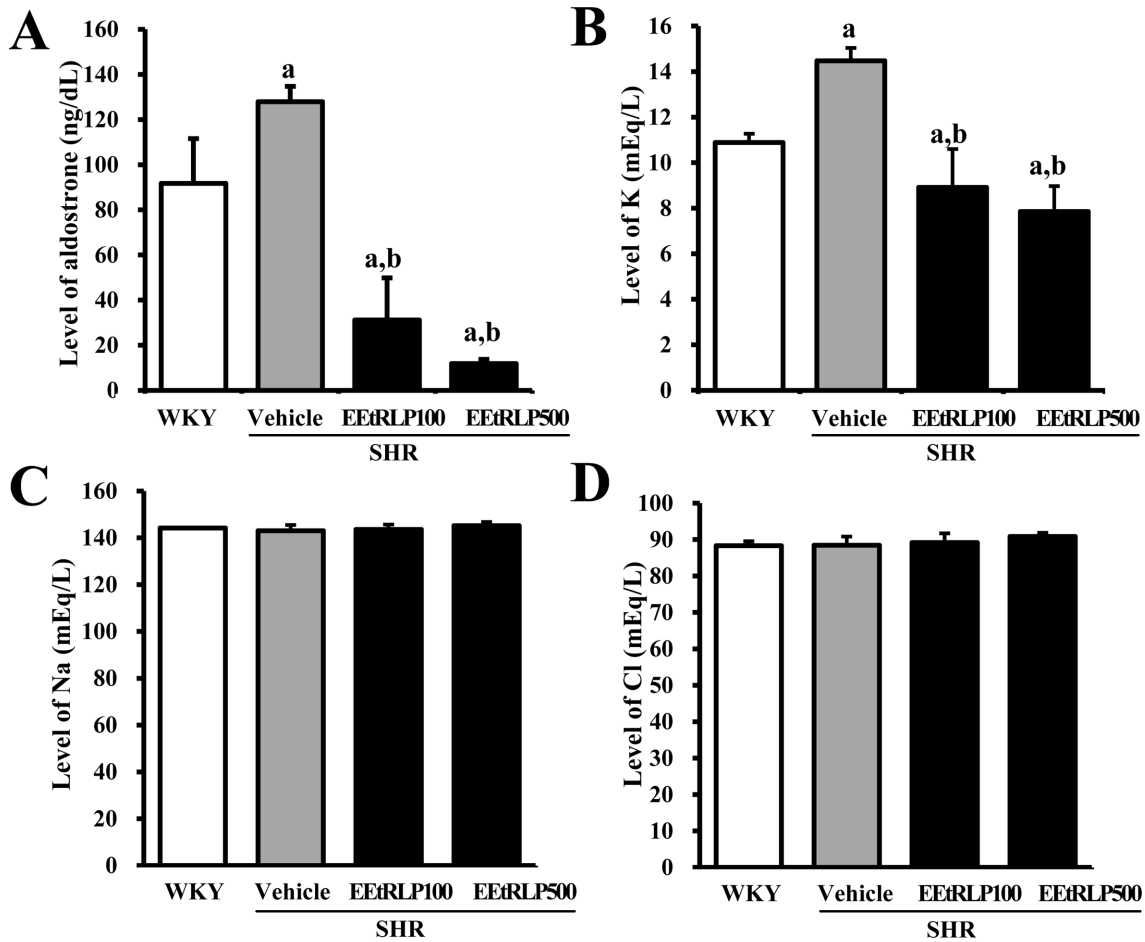 A
Level of aldostrone (ng/dL)
160
140
120
100
80
60
40
20
0
a
a,b
a,b
WKY Vehicle EEtRLP100 EEtRLP500
SHR
B
Level of K (mEq/L)
16
14
12
10
8
6
4
2
0
a
a,b
a,b
WKY Vehicle EEtRLP100 EEtRLP500
SHR
C
Level of Na (mEq/L)
160
140
120
100
80
60
40
20
0
WKY Vehicle EEtRLP100 EEtRLP500
SHR
D
Level of Cl (mEq/L)
100
90
80
70
60
50
40
30
20
10
0
WKY Vehicle EEtRLP100 EEtRLP500
SHR